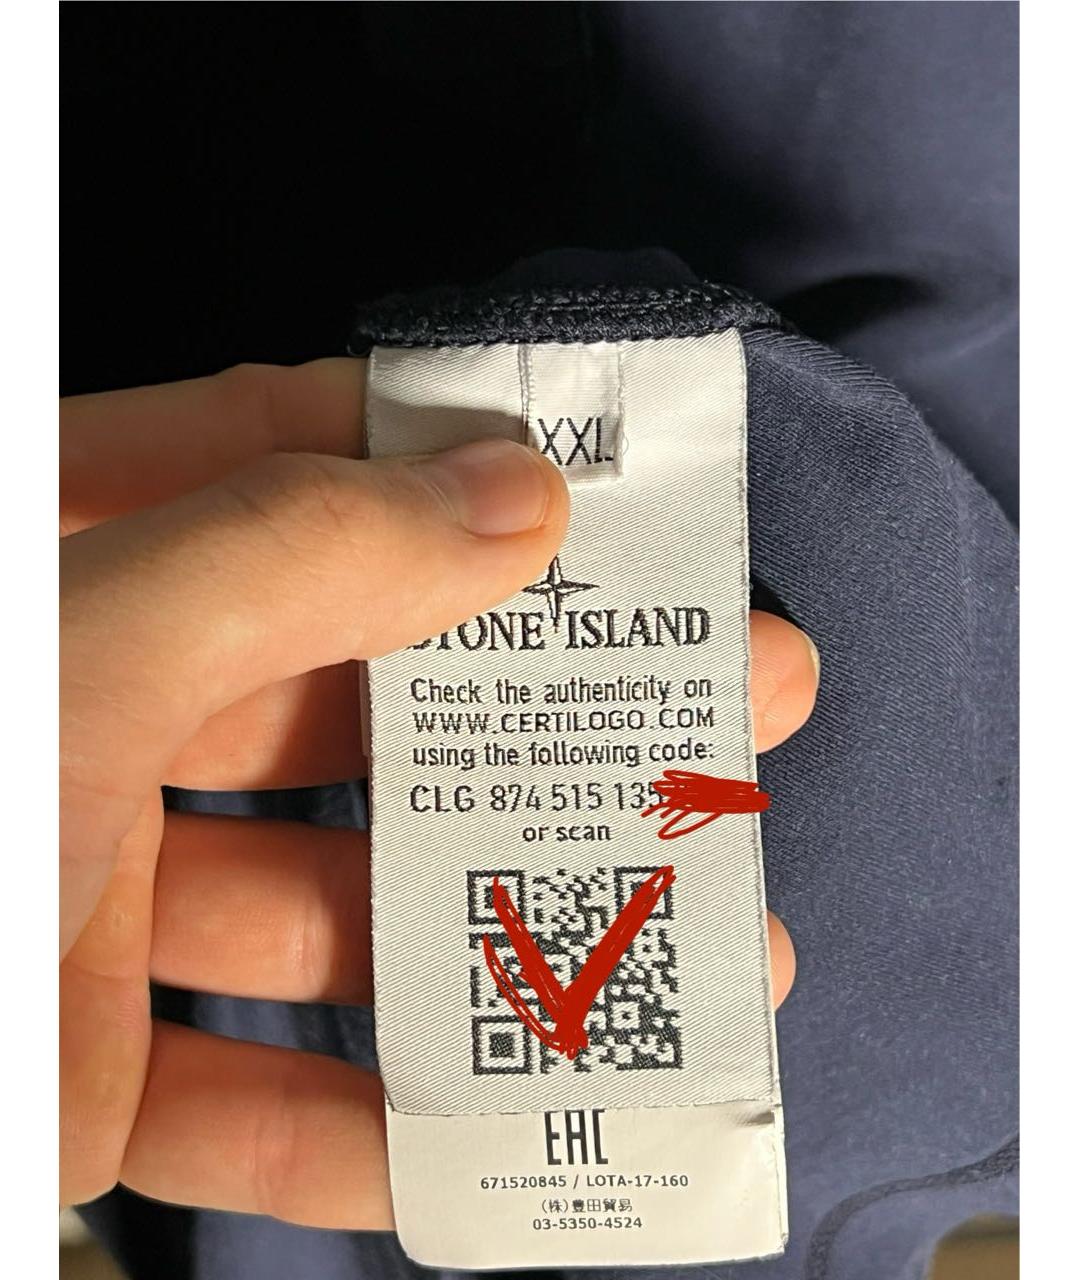 XXL
STONE ISLAND
Check the authenticity on
WWW.CERTILOGO.COM
using the following code:
CLG 874 515 135
or scan
EAC
671520845 / LOTA-17-160
(株)豊田貿易
03-5350-4524